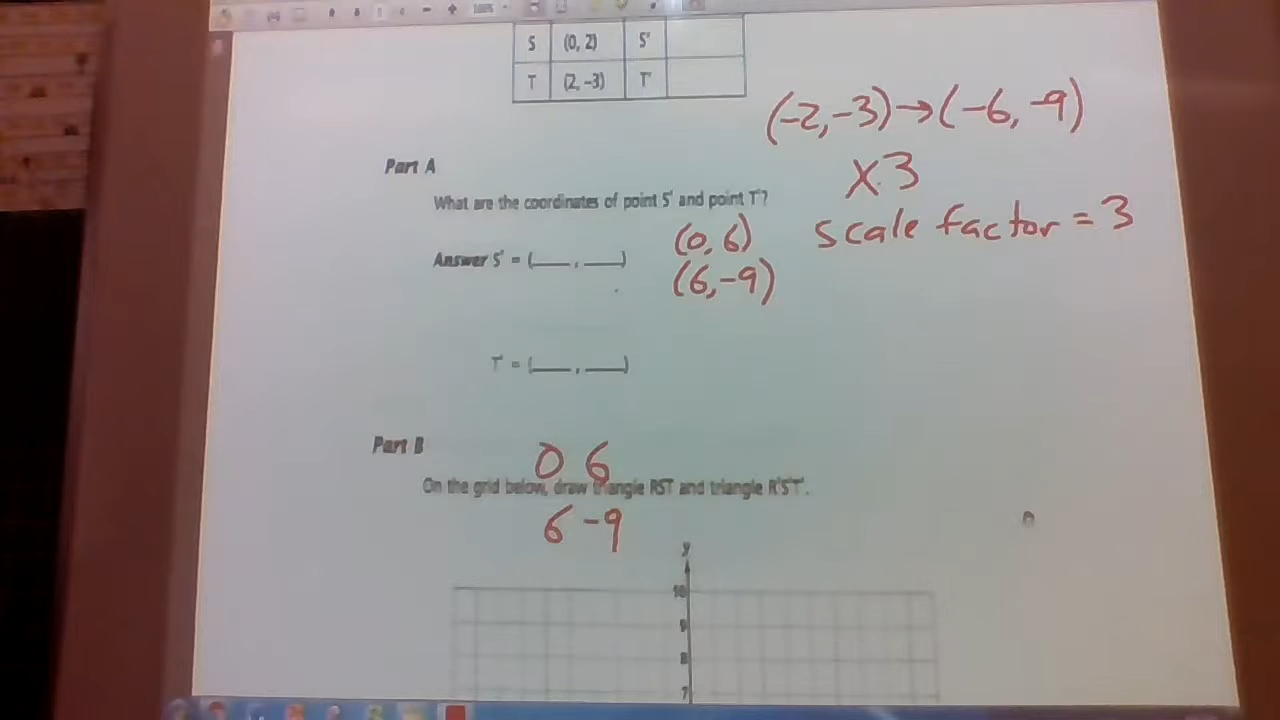 100%
S (0, 2) S'
T (2, -3) T'
(-2,-3)→(-6,-9)
Part A
x3
What are the coordinates of point S' and point T'?
scale factor = 3
(0,6)
Answer S' = (___ , ___)
(6,-9)
T' = (___ , ___)
Part B
0 6
On the grid below, draw triangle RST and triangle R'S'T'.
6 -9
y
10
9
8
7